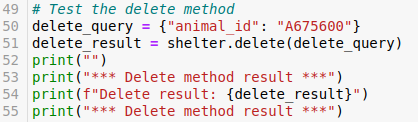 49 # Test the delete method
50 delete_query = {"animal_id": "A675600"}
51 delete_result = shelter.delete(delete_query)
52 print("")
53 print("*** Delete method result ***")
54 print(f"Delete result: {delete_result}")
55 print("*** Delete method result ***")